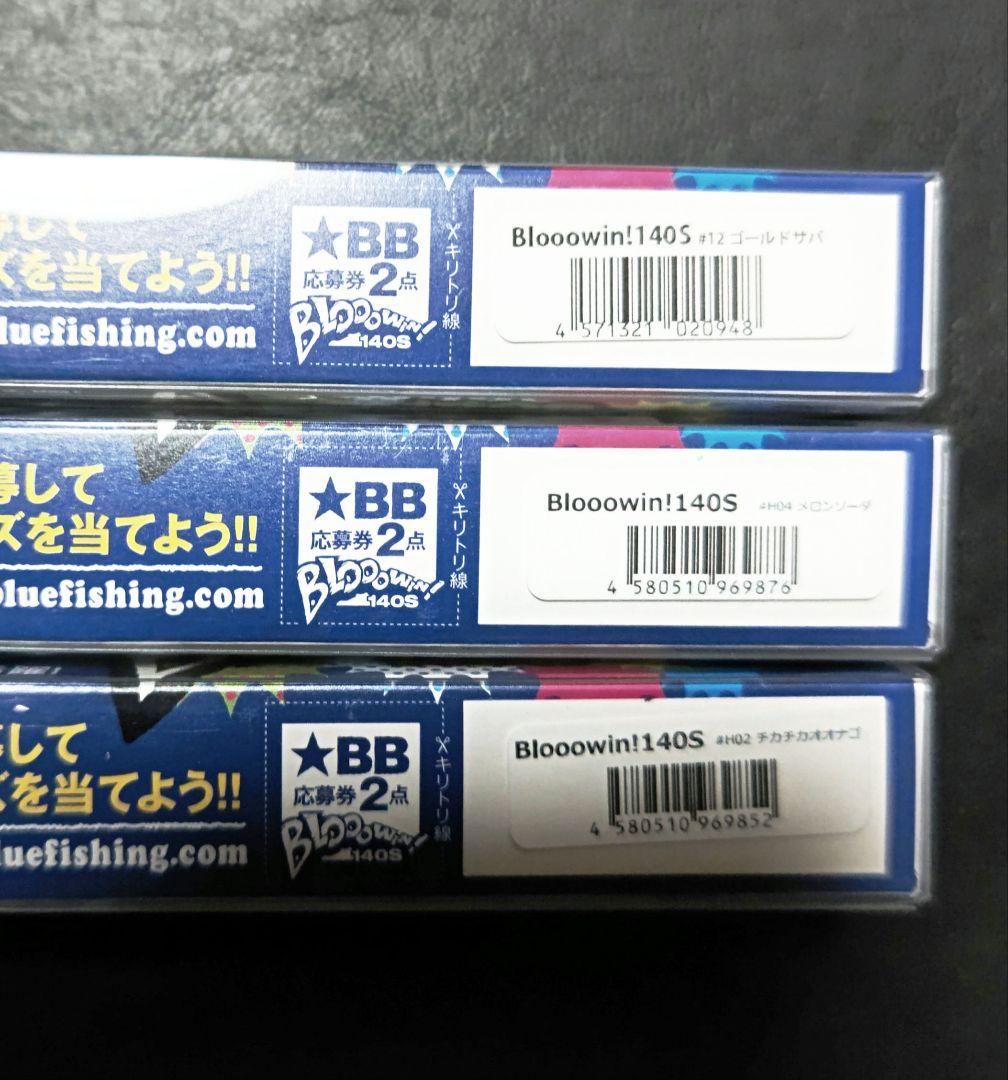 して
ズを当てよう!!
luefishing.com
★BB
応募券2点
BLOOOWIN!
140S
キリトリ線
Blooowin!140S #12 ゴールドサバ
4 571321 020948
募して
ズを当てよう!!
bluefishing.com
★BB
応募券2点
BLOOOWIN!
140S
キリトリ線
Blooowin!140S #H04 メロンソーダ
4 580510 969876
募して
ズを当てよう!!
luefishing.com
★BB
応募券2点
BLOOOWIN!
140S
キリトリ線
Blooowin!140S #H02 チカチカオオナゴ
4 580510 969852